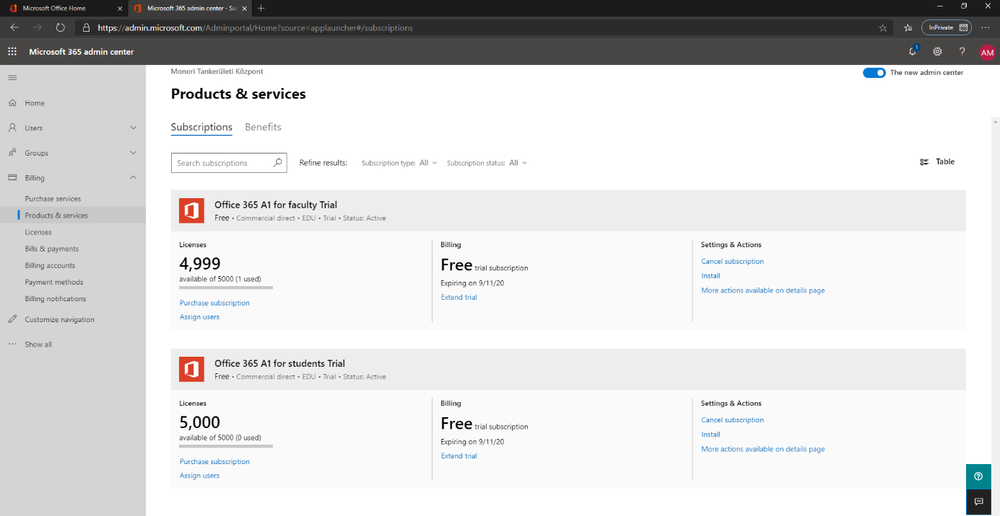 Microsoft Office Home
Microsoft 365 admin center - Su
https://admin.microsoft.com/Adminportal/Home?source=applauncher#/subscriptions
InPrivate
Microsoft 365 admin center
1
?
AM
Monori Tankerületi Központ
The new admin center
Products & services
Home
Users
Groups
Billing
Purchase services
Products & services
Licenses
Bills & payments
Billing accounts
Payment methods
Billing notifications
Customize navigation
Show all
Subscriptions Benefits
Search subscriptions Refine results: Subscription type: All Subscription status: All Table
Office 365 A1 for faculty Trial
Free • Commercial direct • EDU • Trial • Status: Active
Licenses
4,999
available of 5000 (1 used)
Purchase subscription
Assign users
Billing
Free trial subscription
Expiring on 9/11/20
Extend trial
Settings & Actions
Cancel subscription
Install
More actions available on details page
Office 365 A1 for students Trial
Free • Commercial direct • EDU • Trial • Status: Active
Licenses
5,000
available of 5000 (0 used)
Purchase subscription
Assign users
Billing
Free trial subscription
Expiring on 9/11/20
Extend trial
Settings & Actions
Cancel subscription
Install
More actions available on details page